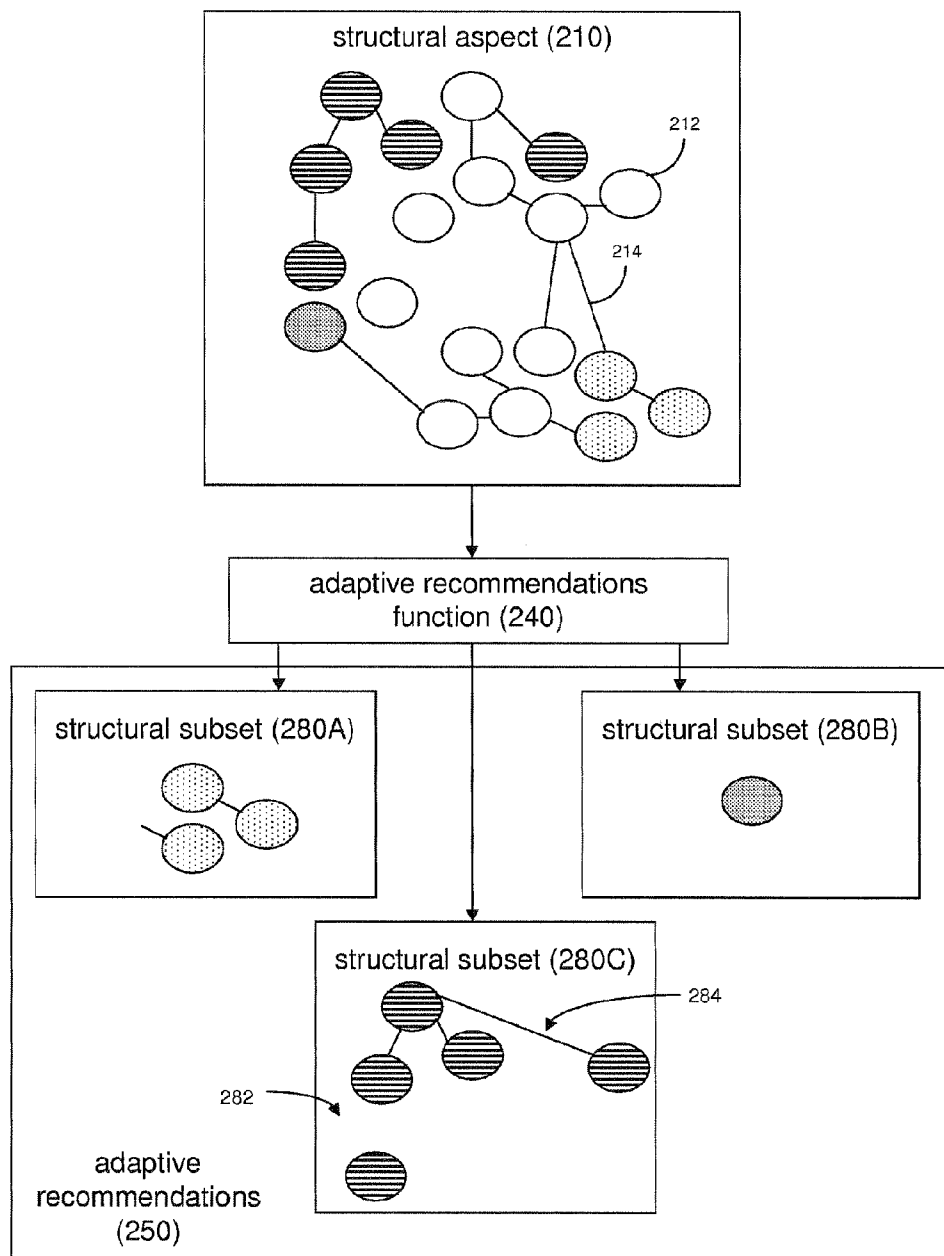 structural aspect (210)
212
214
adaptive recommendations
function (240)
structural subset (280A)
structural subset (280B)
structural subset (280C)
284
282
adaptive
recommendations
(250)